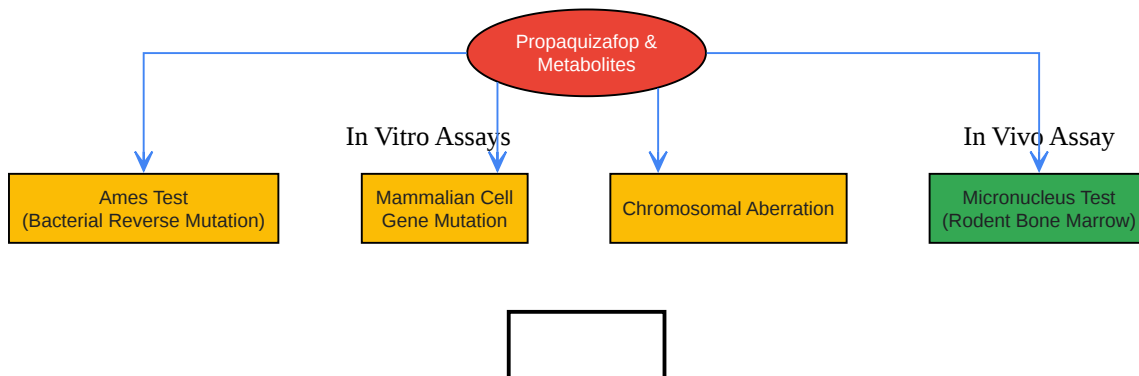 Propaquizafop &
Metabolites
In Vitro Assays
In Vivo Assay
Ames Test
(Bacterial Reverse Mutation)
Mammalian Cell
Gene Mutation
Chromosomal Aberration
Micronucleus Test
(Rodent Bone Marrow)